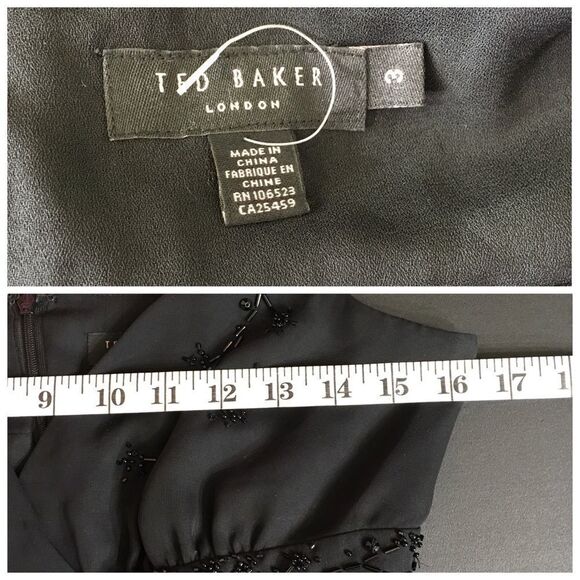 TED BAKER
LONDON
3
MADE IN
CHINA
FABRIQUE EN
CHINE
RN 106523
CA25459
9 10 11 12 13 14 15 16 17